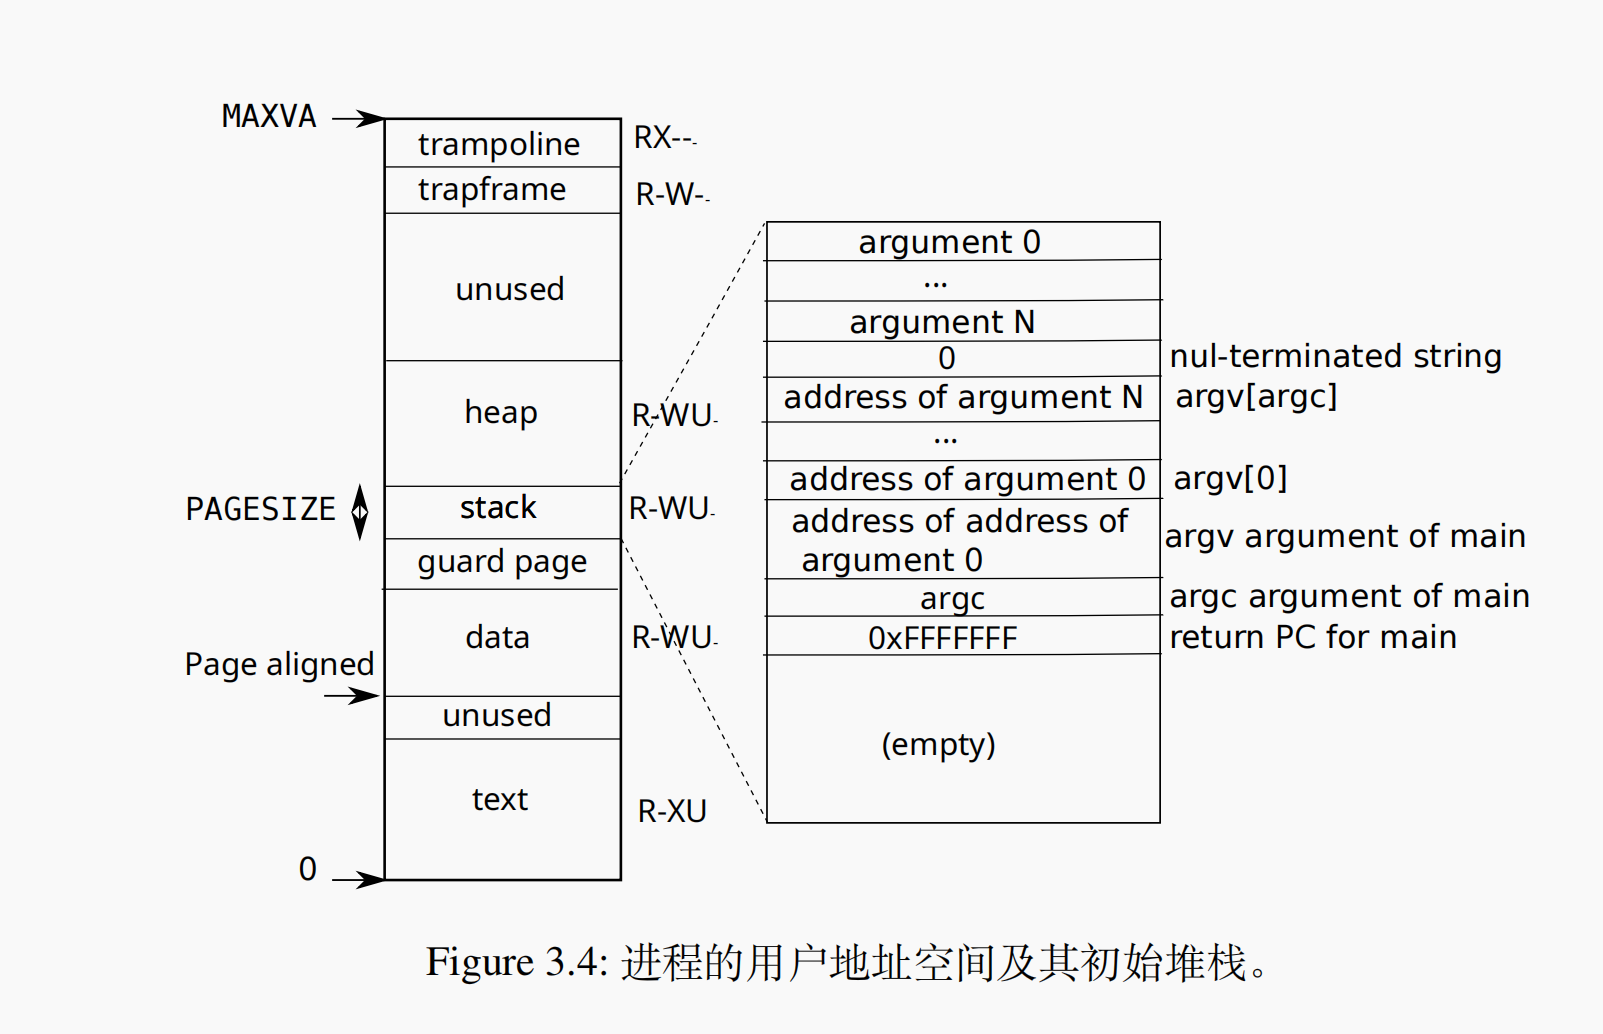 MAXVA
trampoline RX---
trapframe R-W--
unused
heap R-WU-
PAGESIZE
stack R-WU-
guard page
data R-WU-
Page aligned
unused
text R-XU
0
argument 0
...
argument N
0 nul-terminated string
address of argument N argv[argc]
...
address of argument 0 argv[0]
address of address of
argument 0
argv argument of main
argc argc argument of main
0xFFFFFFF return PC for main
(empty)
Figure 3.4: 进程的用户地址空间及其初始堆栈。